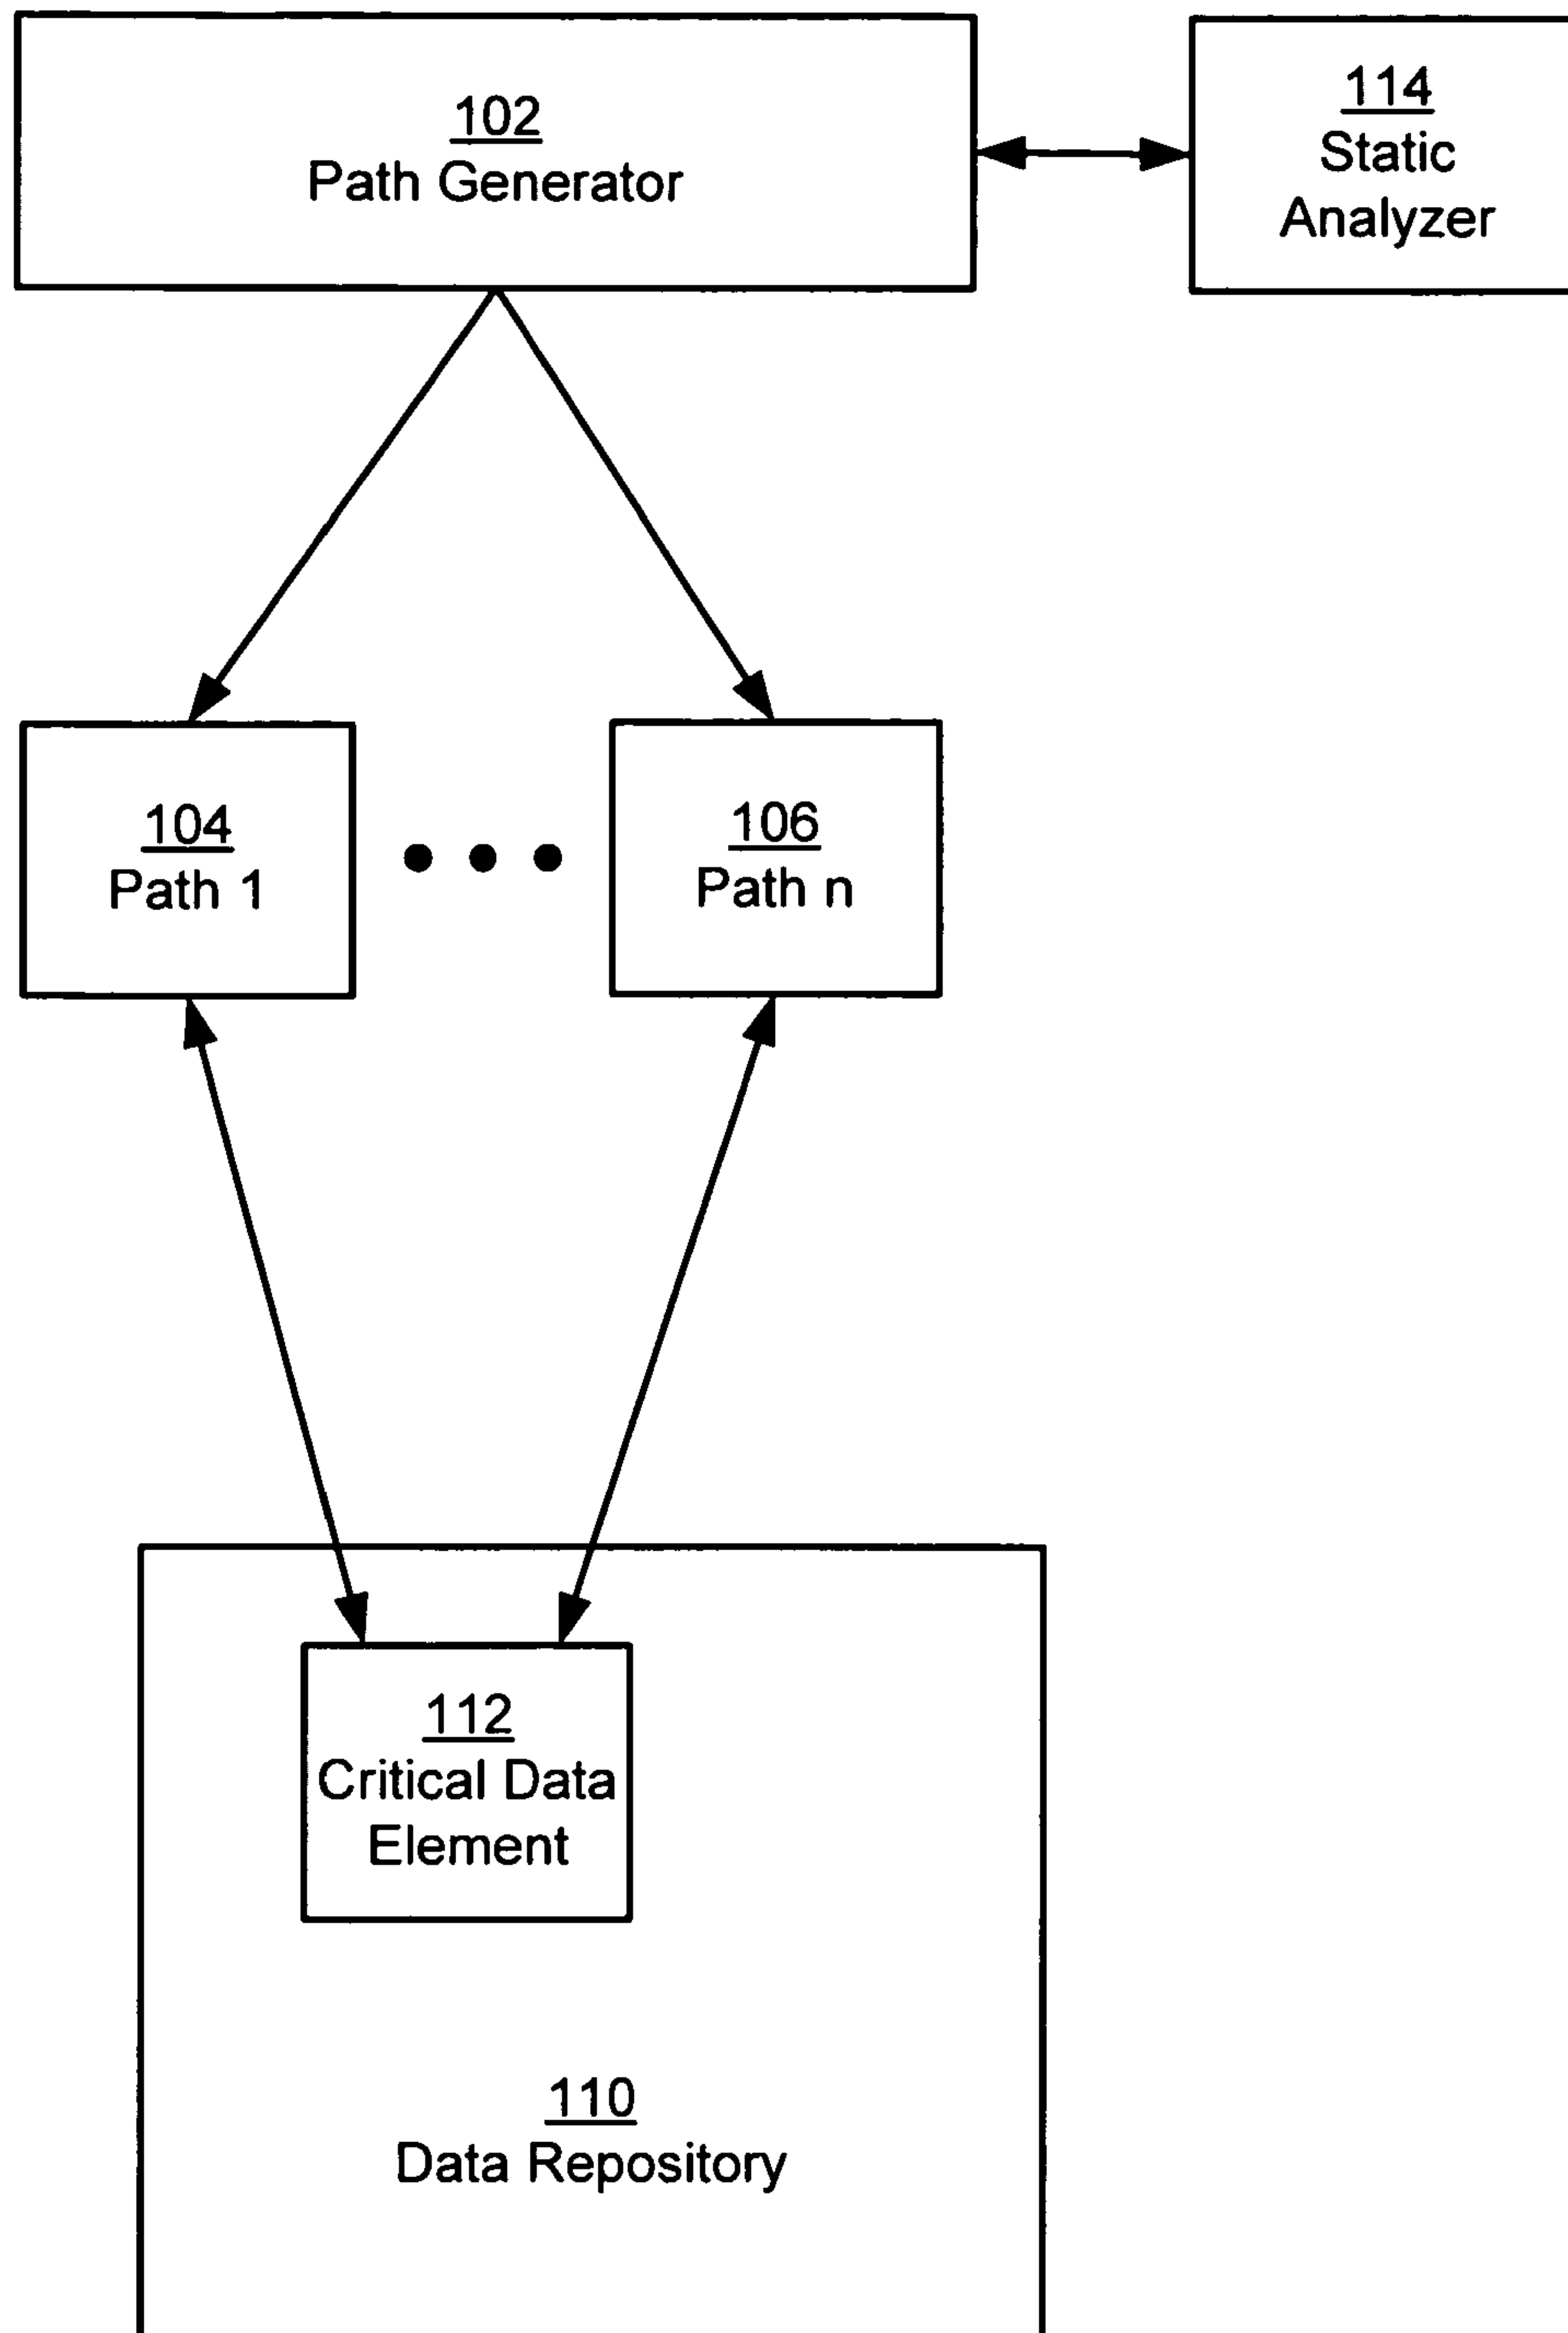 102
Path Generator
114
Static
Analyzer
104
Path 1
106
Path n
112
Critical Data
Element
110
Data Repository